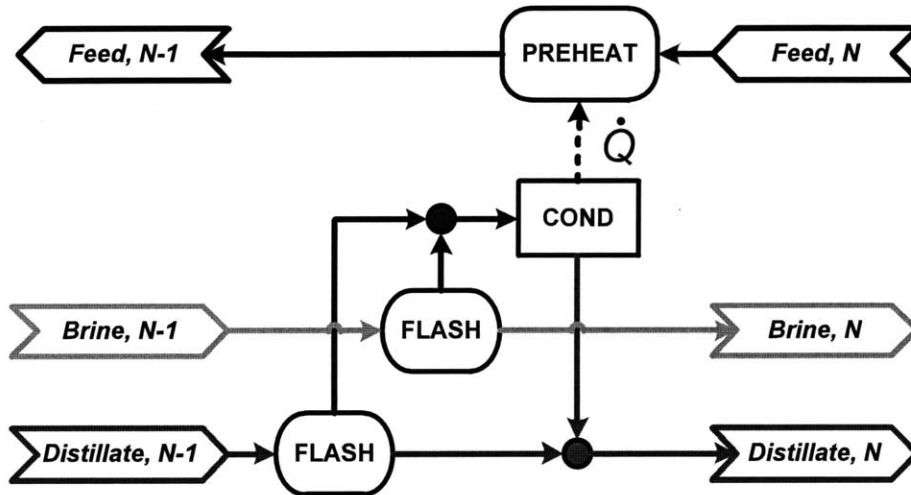 Feed, N-1
PREHEAT
Feed, N
Q̇
COND
Brine, N-1
FLASH
Brine, N
Distillate, N-1
FLASH
Distillate, N